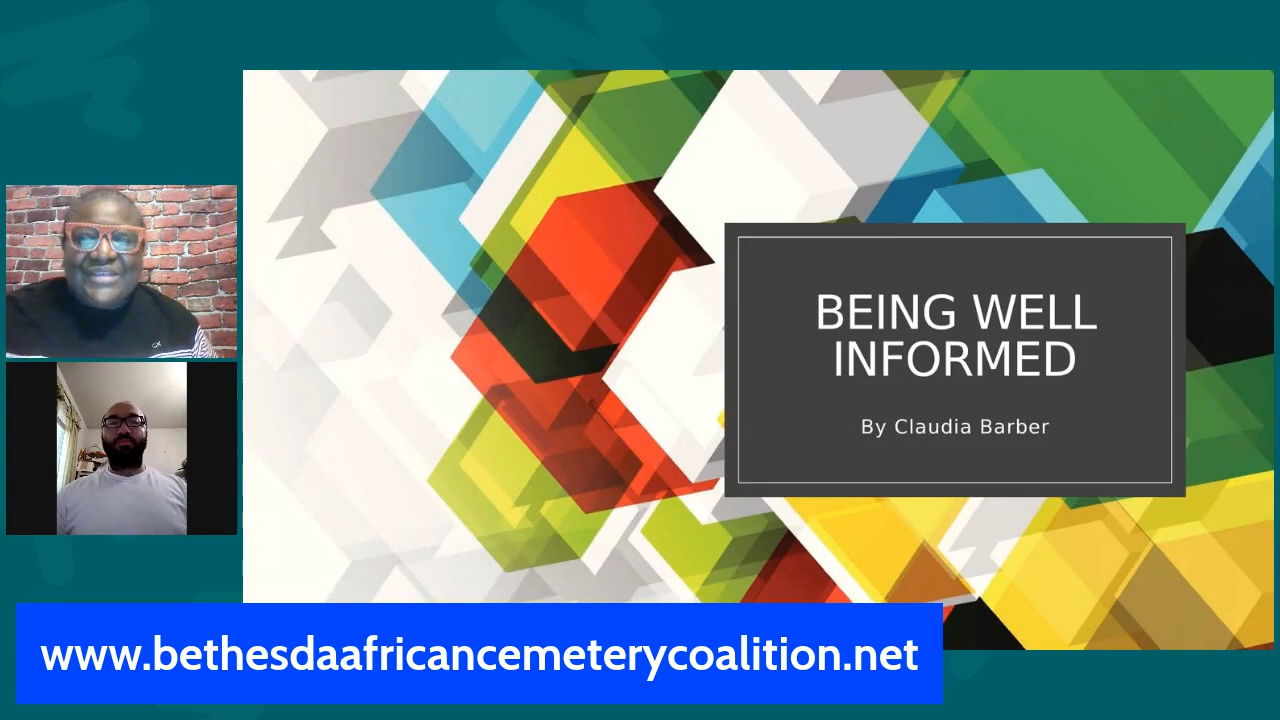 BEING WELL
INFORMED
By Claudia Barber
www.bethesdaafricancemeterycoalition.net